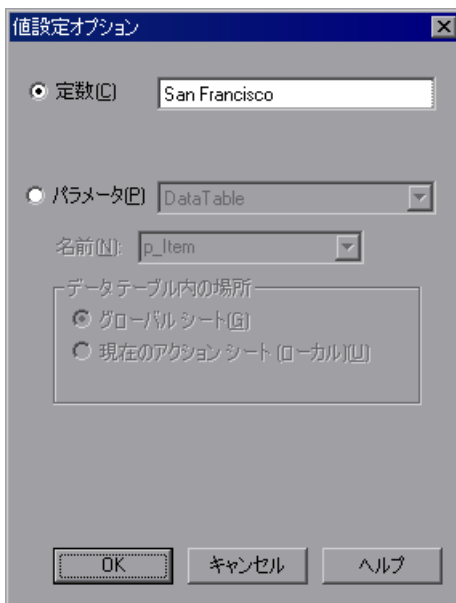 値設定オプション
定数(C) San Francisco
パラメータ(P) DataTable
名前(N): p_Item
データ テーブル内の場所
グローバル シート(G)
現在のアクション シート (ローカル)(U)
OK キャンセル ヘルプ